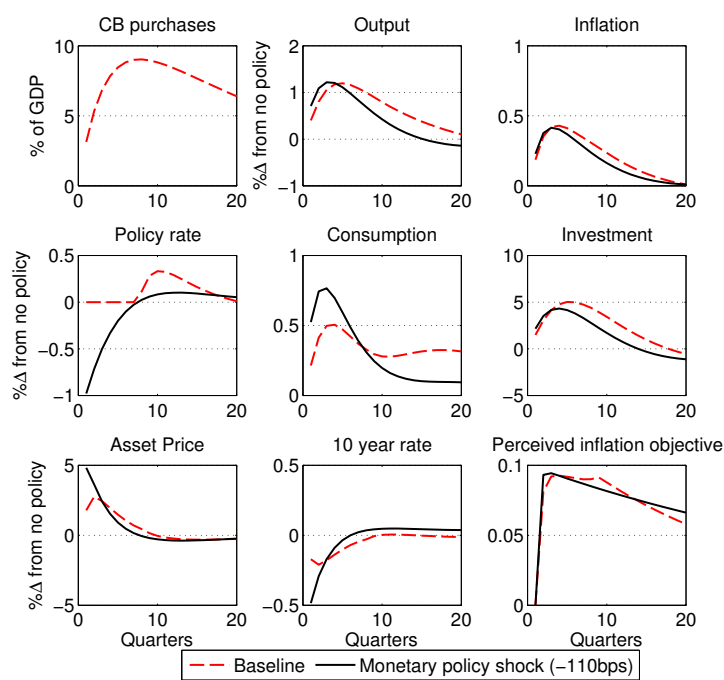 CB purchases
Output
Inflation
% of GDP
10
5
0
0 10 20
%Δ from no policy
2
1
0
−1
0 10 20
1
0.5
0
0 10 20
Policy rate
Consumption
Investment
%Δ from no policy
0.5
0
−0.5
−1
0 10 20
1
0.5
0
0 10 20
10
5
0
−5
0 10 20
Asset Price
10 year rate
Perceived inflation objective
%Δ from no policy
5
0
−5
0 10 20
Quarters
0.5
0
−0.5
0 10 20
Quarters
0.1
0.05
0
0 10 20
Quarters
Baseline
Monetary policy shock (−110bps)